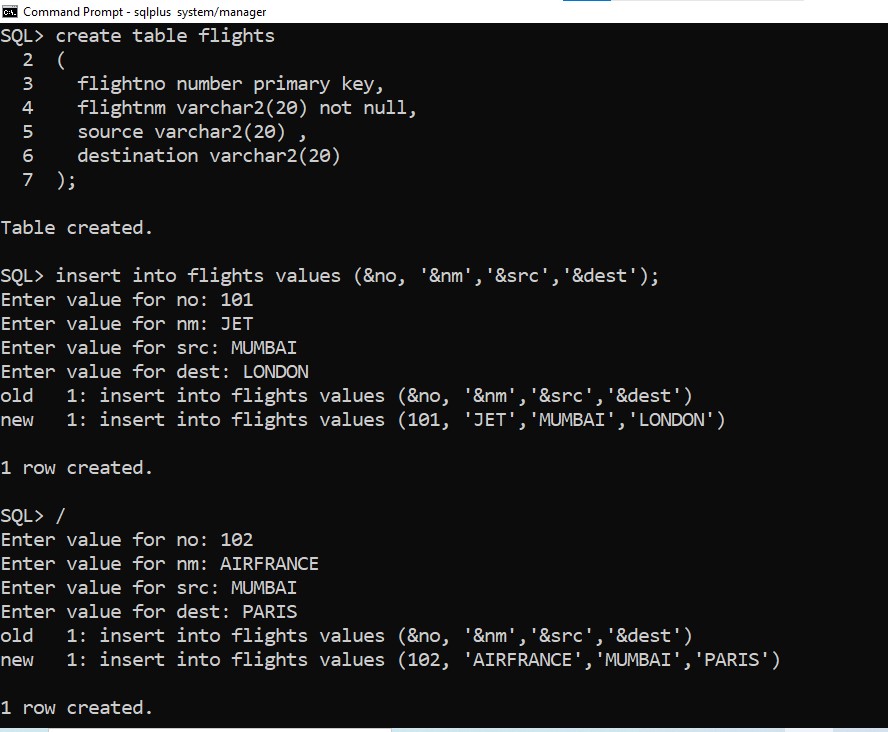 Command Prompt - sqlplus system/manager
SQL> create table flights
2 (
3 flightno number primary key,
4 flightnm varchar2(20) not null,
5 source varchar2(20) ,
6 destination varchar2(20)
7 );
Table created.
SQL> insert into flights values (&no, '&nm','&src','&dest');
Enter value for no: 101
Enter value for nm: JET
Enter value for src: MUMBAI
Enter value for dest: LONDON
old 1: insert into flights values (&no, '&nm','&src','&dest')
new 1: insert into flights values (101, 'JET','MUMBAI','LONDON')
1 row created.
SQL> /
Enter value for no: 102
Enter value for nm: AIRFRANCE
Enter value for src: MUMBAI
Enter value for dest: PARIS
old 1: insert into flights values (&no, '&nm','&src','&dest')
new 1: insert into flights values (102, 'AIRFRANCE','MUMBAI','PARIS')
1 row created.